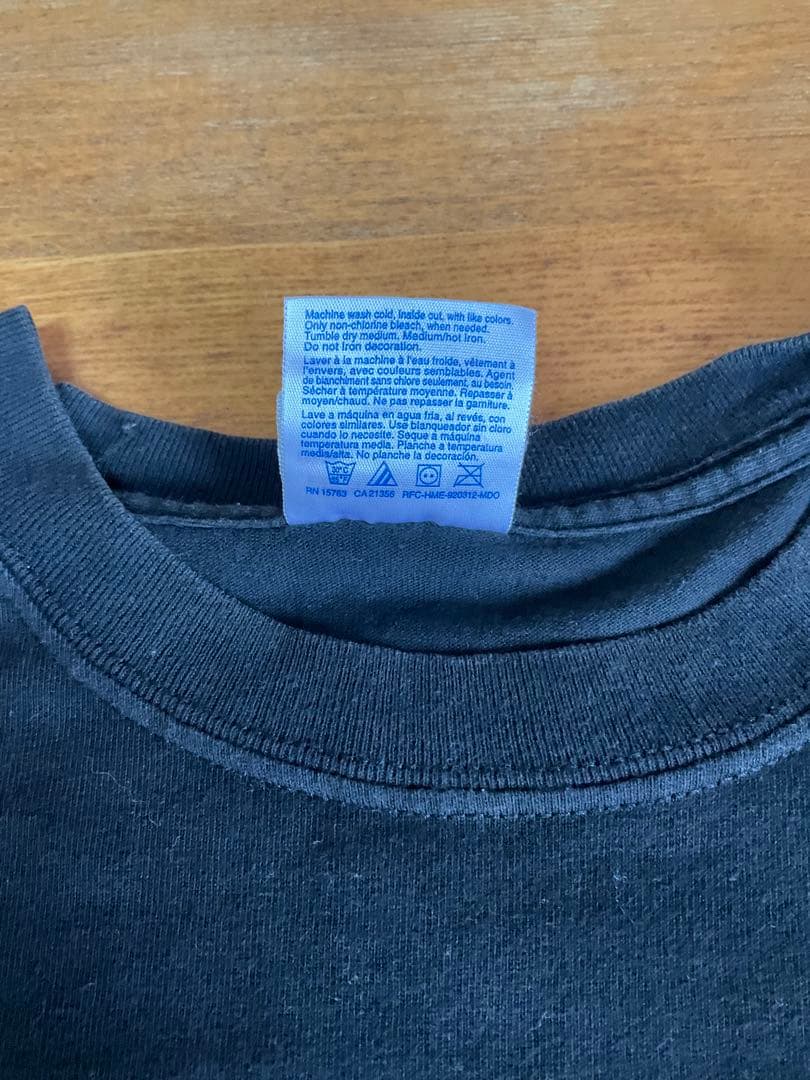 Machine wash cold, inside out, with like colors.
Only non-chlorine bleach, when needed.
Tumble dry medium. Medium/hot iron.
Do not iron decoration.
Laver à la machine à l'eau froide, vêtement à
l'envers, avec couleurs semblables. Agent
de blanchiment sans chlore seulement, au besoin.
Sécher à température moyenne. Repasser à
moyen/chaud. Ne pas repasser la garniture.
Lave a máquina en agua fria, al revés, con
colores similares. Use blanqueador sin cloro
cuando lo necesite. Seque a máquina
temperatura media. Planche a temperatura
media/alta. No planche la decoración.
30°C
RN 15763 CA 21356 RFC-HME-920312-MDO